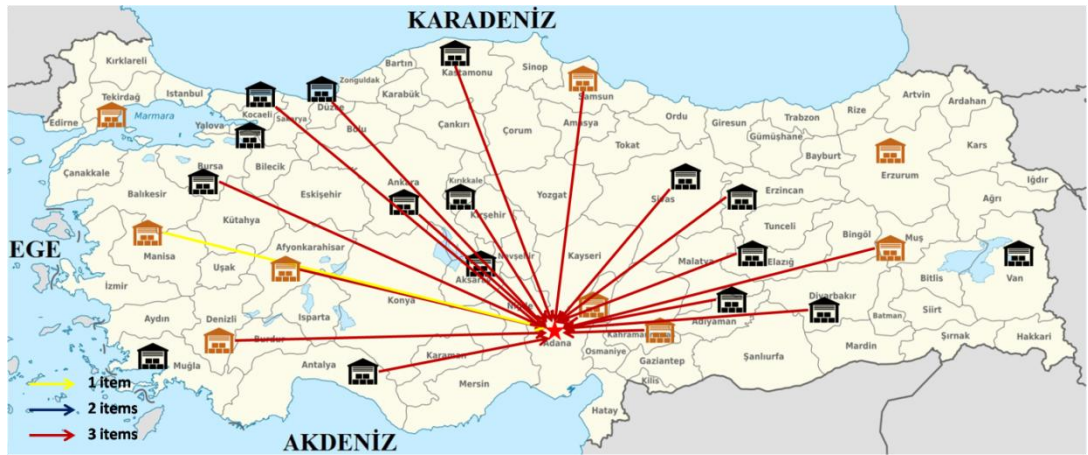 KARADENİZ
Kırklareli
Bartın
Kastamonu
Sinop
Zonguldak
Tekirdağ
Istanbul
Düzce
Karabük
Samsun
Artvin
Ardahan
Edirne
Marmara
Yalova
Kocaeli
Sakarya
Bolu
Çankırı
Çorum
Amasya
Ordu
Giresun
Trabzon
Rize
Gümüşhane
Kars
Tokat
Bayburt
Çanakkale
Bursa
Bilecik
Ankara
Kırıkkale
Yozgat
Sivas
Erzincan
Erzurum
Iğdır
Balıkesir
Eskişehir
Ağrı
Kütahya
Kırşehir
Tunceli
Bingöl
Muş
EGE
Manisa
Uşak
Afyonkarahisar
Nevşehir
Kayseri
Malatya
Elazığ
Bitlis
Van
İzmir
Aksaray
Konya
Niğde
Diyarbakır
Batman
Siirt
Aydın
Denizli
Isparta
Burdur
Adana
Kahraman
Adıyaman
Mardin
Şırnak
Hakkari
Muğla
Antalya
Karaman
Osmaniye
Gaziantep
Şanlıurfa
Mersin
Kilis
Hatay
1 item
2 items
3 items
AKDENİZ